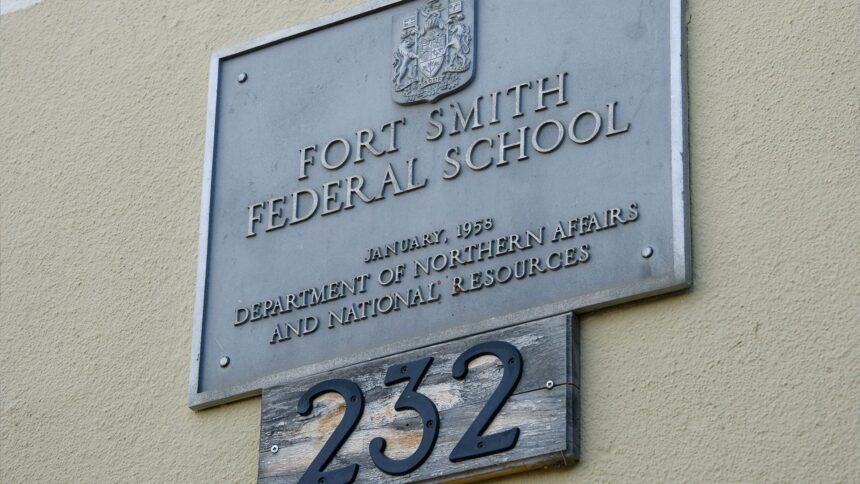 FORT SMITH
FEDERAL SCHOOL
JANUARY, 1958
DEPARTMENT OF NORTHERN AFFAIRS
AND NATIONAL RESOURCES
232